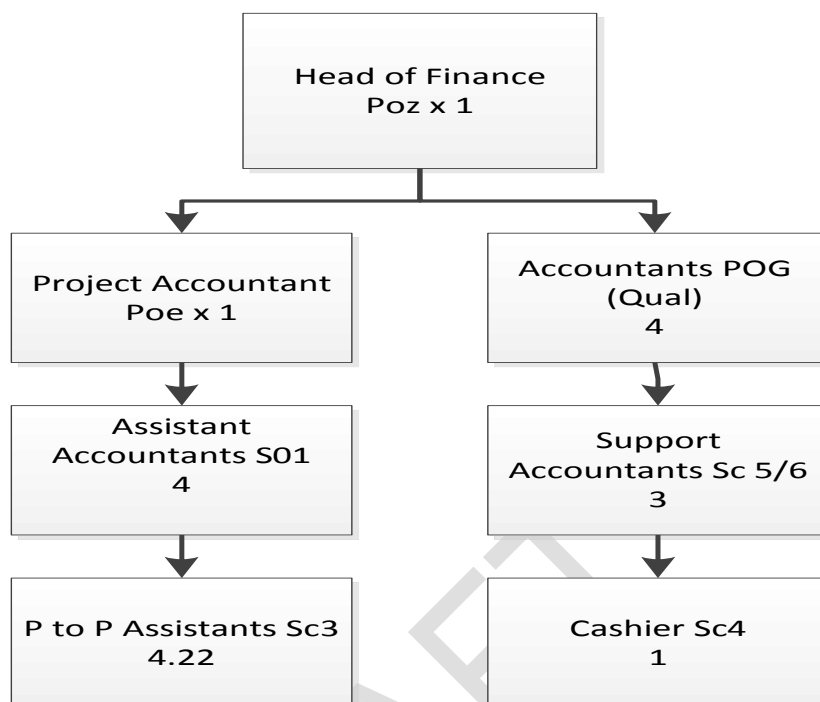 Head of Finance
Poz x 1
Project Accountant
Poe x 1
Accountants POG
(Qual)
4
Assistant
Accountants S01
4
Support
Accountants Sc 5/6
3
P to P Assistants Sc3
4.22
Cashier Sc4
1